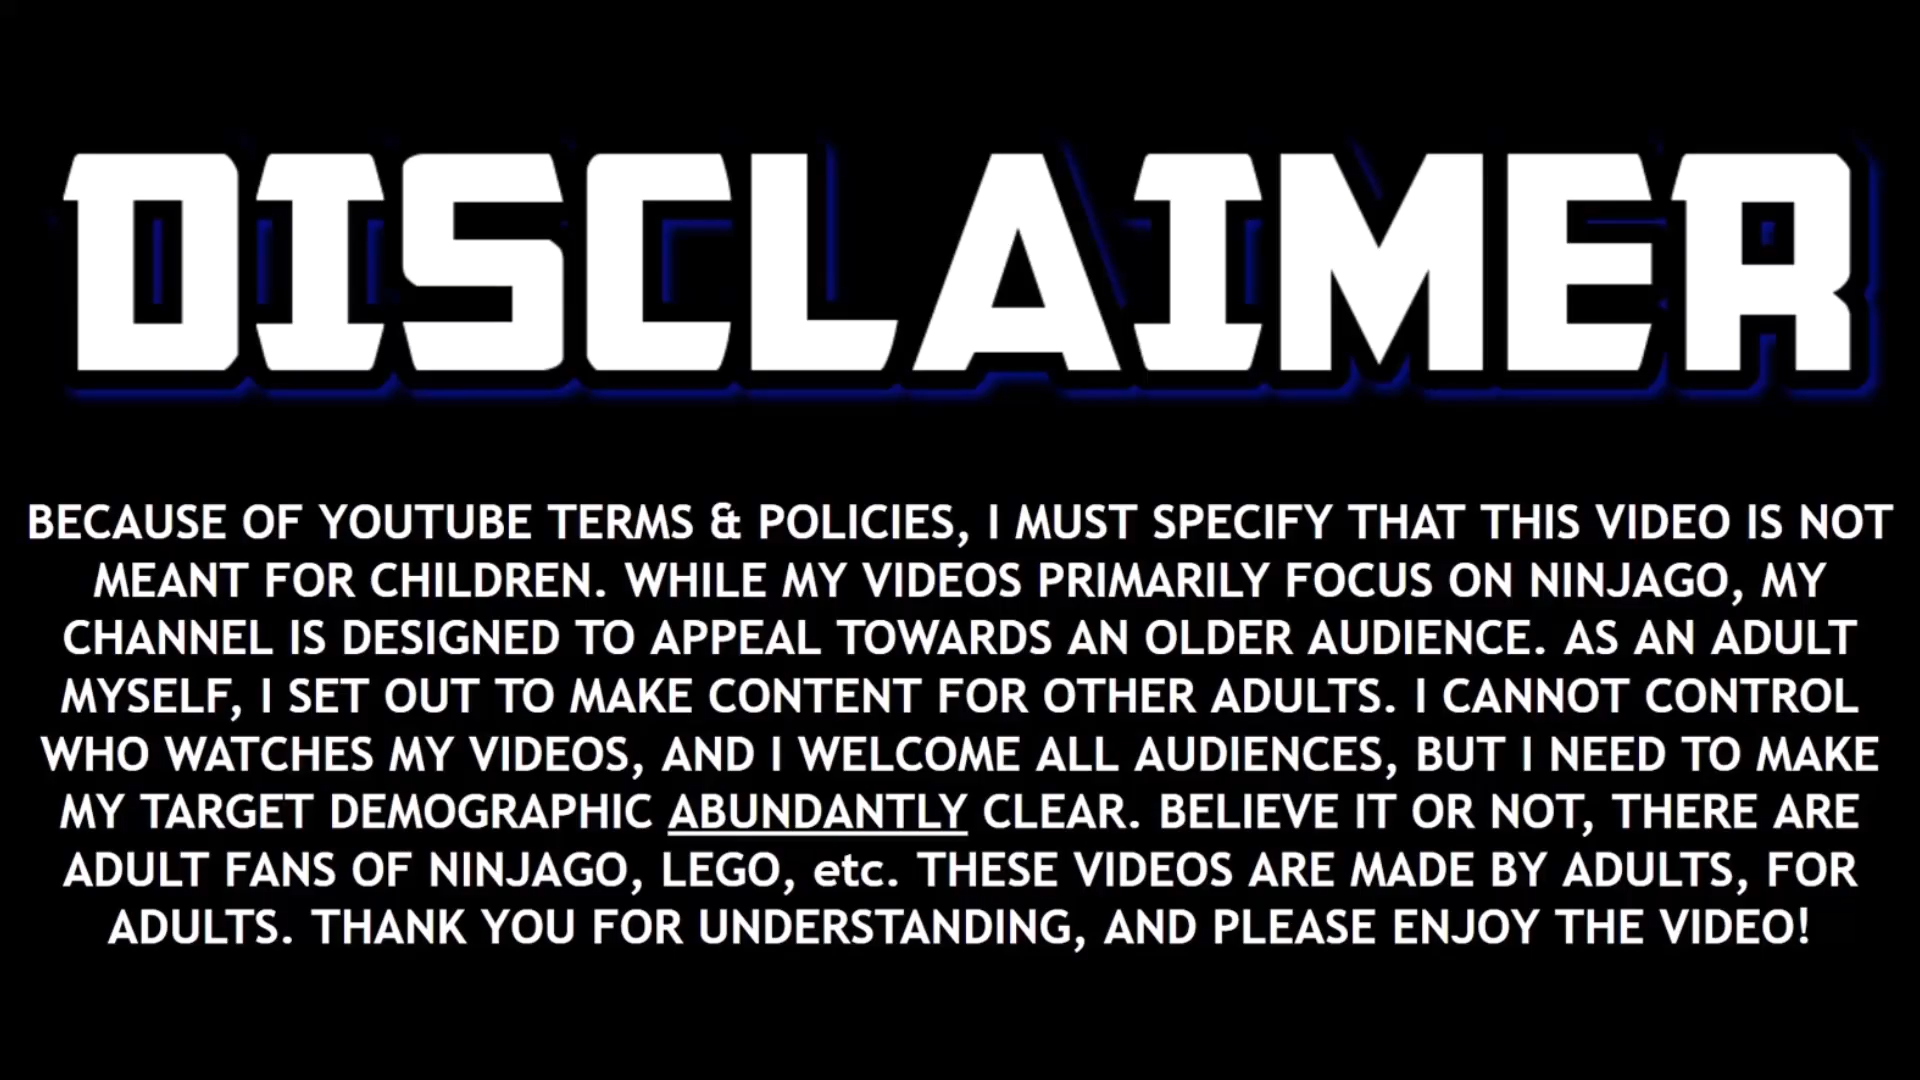 DISCLAIMER
BECAUSE OF YOUTUBE TERMS & POLICIES, I MUST SPECIFY THAT THIS VIDEO IS NOT
MEANT FOR CHILDREN. WHILE MY VIDEOS PRIMARILY FOCUS ON NINJAGO, MY
CHANNEL IS DESIGNED TO APPEAL TOWARDS AN OLDER AUDIENCE. AS AN ADULT
MYSELF, I SET OUT TO MAKE CONTENT FOR OTHER ADULTS. I CANNOT CONTROL
WHO WATCHES MY VIDEOS, AND I WELCOME ALL AUDIENCES, BUT I NEED TO MAKE
MY TARGET DEMOGRAPHIC ABUNDANTLY CLEAR. BELIEVE IT OR NOT, THERE ARE
ADULT FANS OF NINJAGO, LEGO, etc. THESE VIDEOS ARE MADE BY ADULTS, FOR
ADULTS. THANK YOU FOR UNDERSTANDING, AND PLEASE ENJOY THE VIDEO!